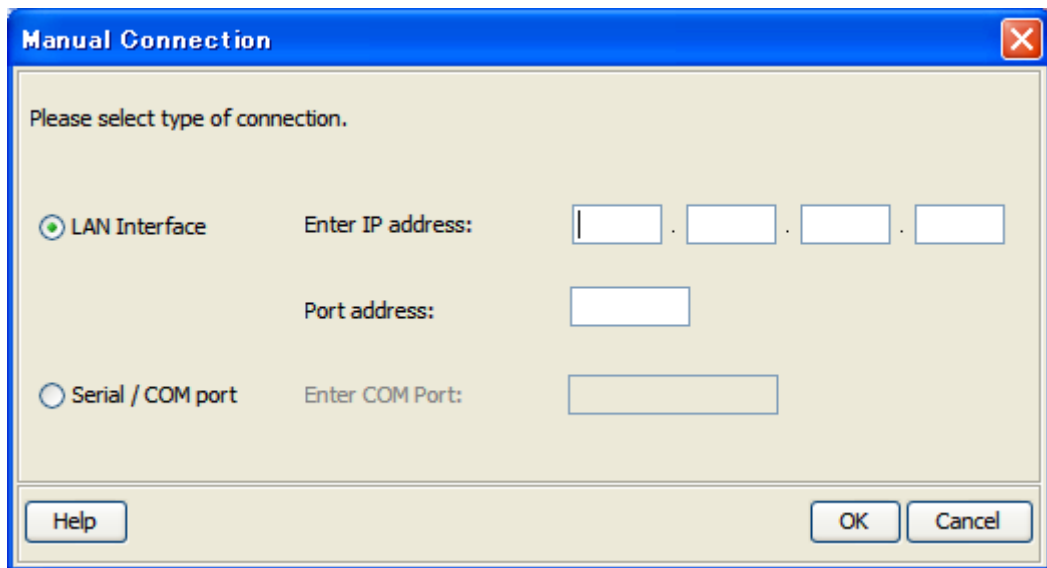 Manual Connection
Please select type of connection.
LAN Interface Enter IP address: . . .
Port address:
Serial / COM port Enter COM Port:
Help OK Cancel